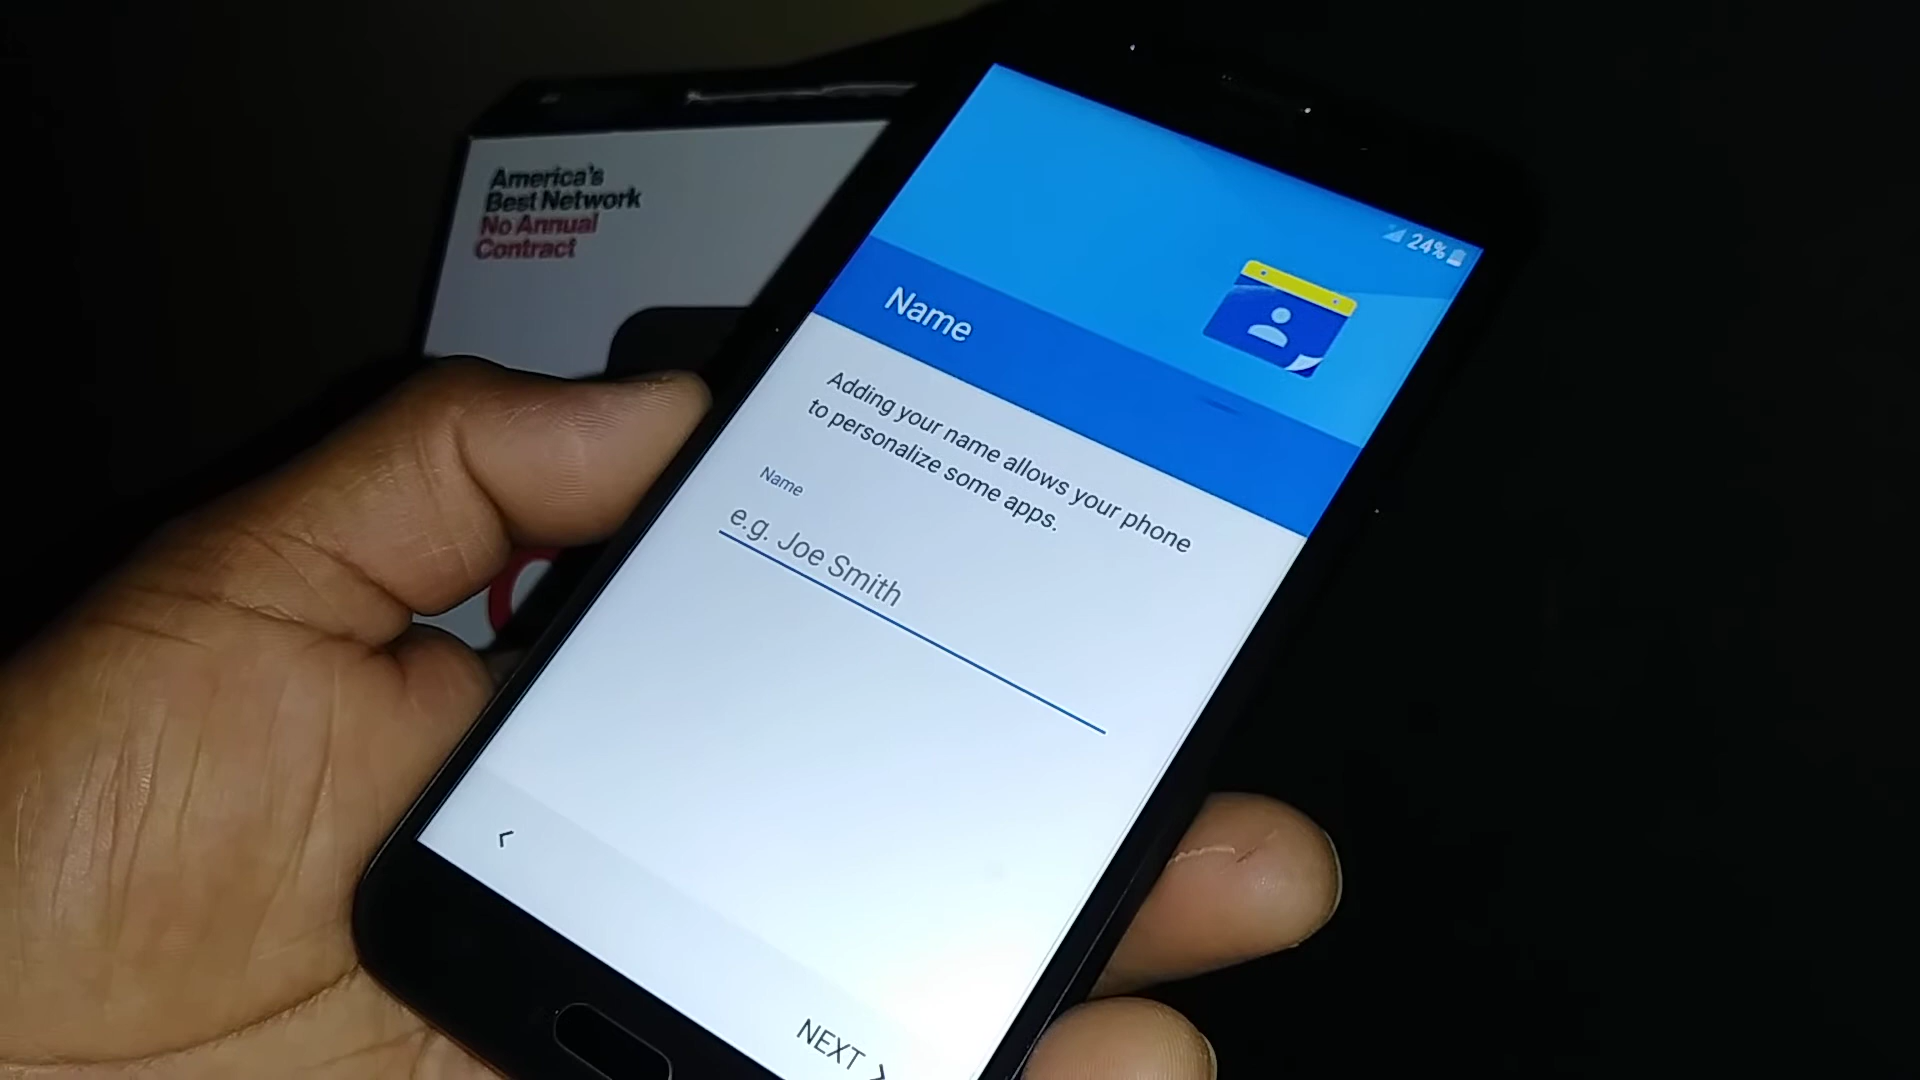 America's
Best Network
No Annual
Contract
24%
Name
Adding your name allows your phone
to personalize some apps.
Name
e.g. Joe Smith
NEXT